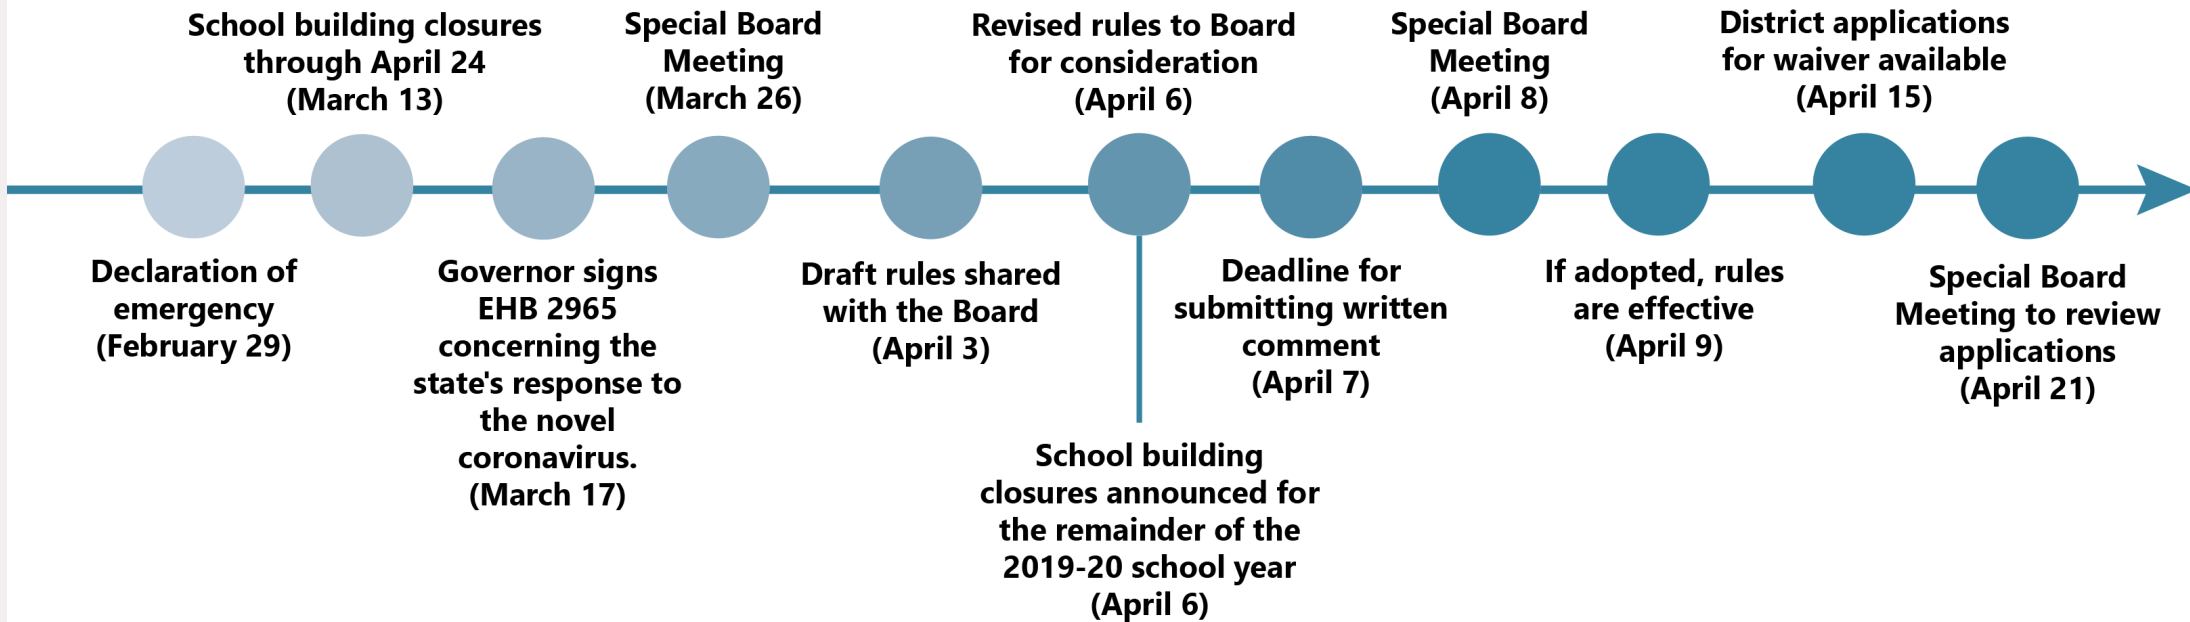 School building closures
through April 24
(March 13)
Special Board
Meeting
(March 26)
Revised rules to Board
for consideration
(April 6)
Special Board
Meeting
(April 8)
District applications
for waiver available
(April 15)
Declaration of
emergency
(February 29)
Governor signs
EHB 2965
concerning the
state's response to
the novel
coronavirus.
(March 17)
Draft rules shared
with the Board
(April 3)
School building
closures announced for
the remainder of the
2019-20 school year
(April 6)
Deadline for
submitting written
comment
(April 7)
If adopted, rules
are effective
(April 9)
Special Board
Meeting to review
applications
(April 21)